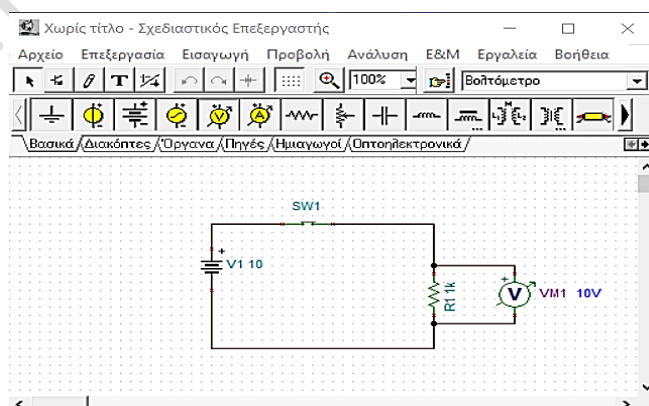 Χωρίς τίτλο - Σχεδιαστικός Επεξεργαστής
Αρχείο Επεξεργασία Εισαγωγή Προβολή Ανάλυση E&M Εργαλεία Βοήθεια
T 100% Βολτόμετρο
V A M
Βασικά Διακόπτες Όργανα Πηγές Ημιαγωγοί Οπτοηλεκτρονικά
SW1
+
V1 10
R1 1k
+
V
VM1 10V